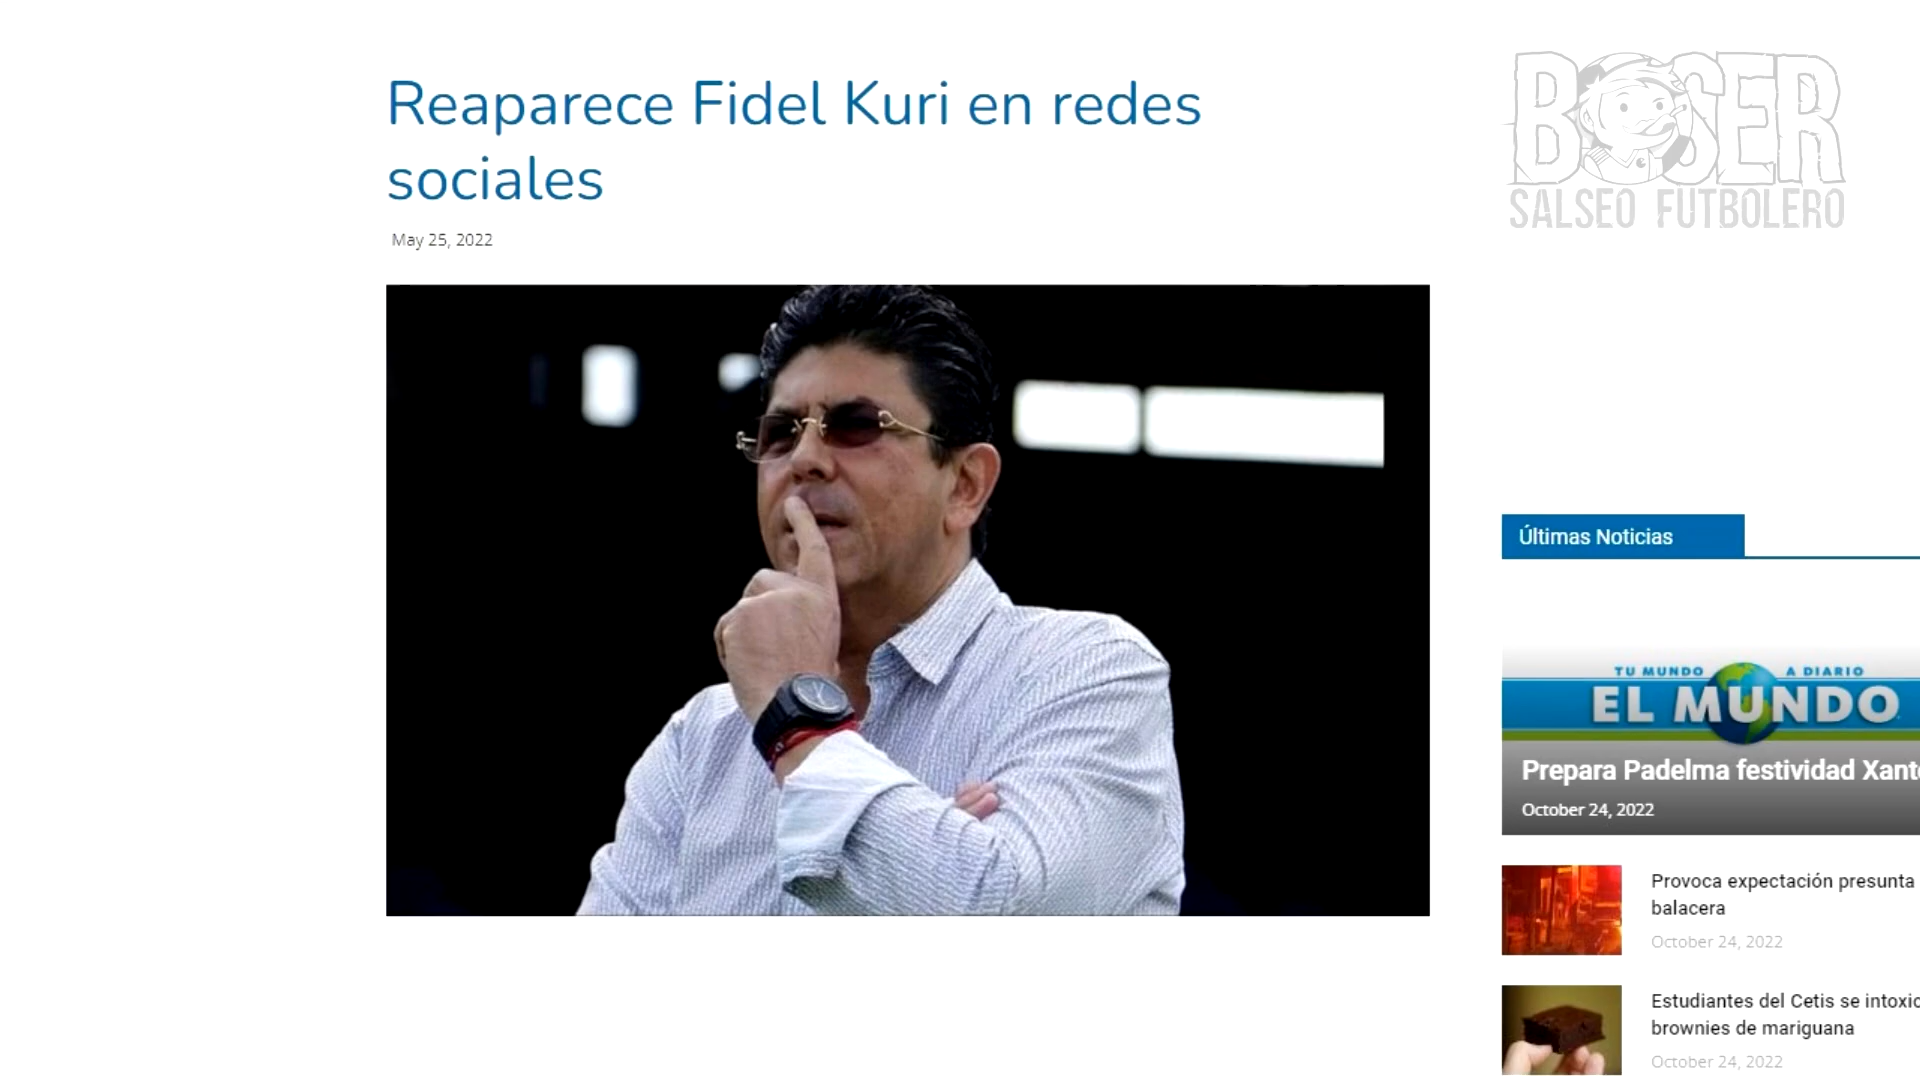 Reaparece Fidel Kuri en redes
sociales
May 25, 2022
BOSER
SALSEO FUTBOLERO
Últimas Noticias
TU MUNDO A DIARIO
EL MUNDO
Prepara Padelma festividad
October 24, 2022
Provoca expectación presunta
balacera
October 24, 2022
Estudiantes del Cetis se
brownies de mariguana
October 24, 2022